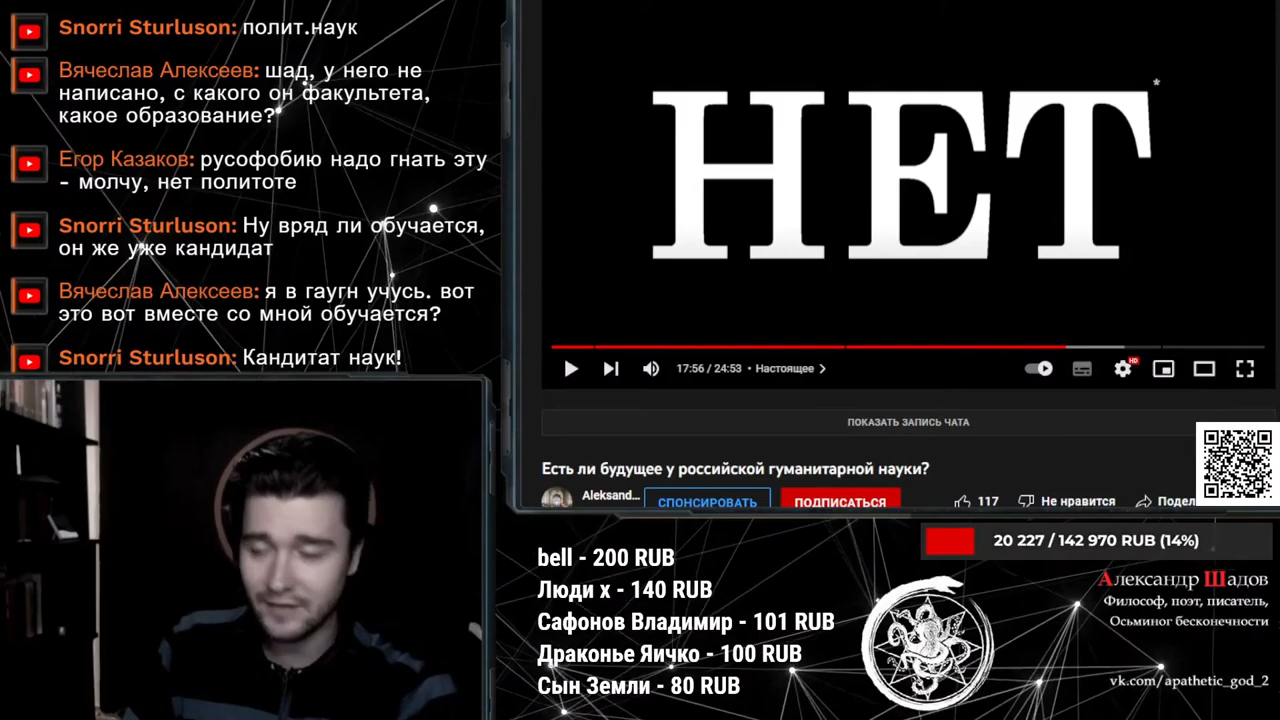 Snorri Sturluson: полит.наук
Вячеслав Алексеев: шад, у него не
написано, с какого он факультета,
какое образование?
Егор Казаков: русофобию надо гнать эту
- молчу, нет политоте
Snorri Sturluson: Ну вряд ли обучается,
он же уже кандидат
Вячеслав Алексеев: я в гаугн учусь. вот
это вот вместе со мной обучается?
Snorri Sturluson: Кандитат наук!
НЕТ*
17:56 / 24:53 • Настоящее
HD
ПОКАЗАТЬ ЗАПИСЬ ЧАТА
Есть ли будущее у российской гуманитарной науки?
Aleksand...
СПОНСИРОВАТЬ
ПОДПИСАТЬСЯ
117
Не нравится
Подел
20 227 / 142 970 RUB (14%)
bell - 200 RUB
Люди х - 140 RUB
Сафонов Владимир - 101 RUB
Драконье Яичко - 100 RUB
Сын Земли - 80 RUB
Александр Шадов
Философ, поэт, писатель,
Осьминог бесконечности
vk.com/apathetic_god_2